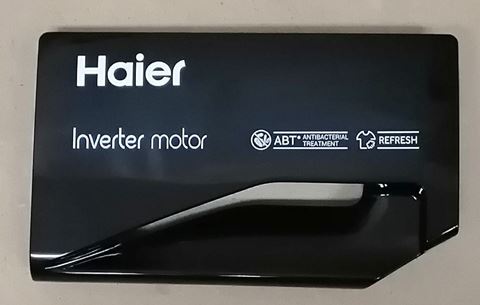 Haier
Inverter motor
ABT® ANTIBACTERIAL TREATMENT
REFRESH